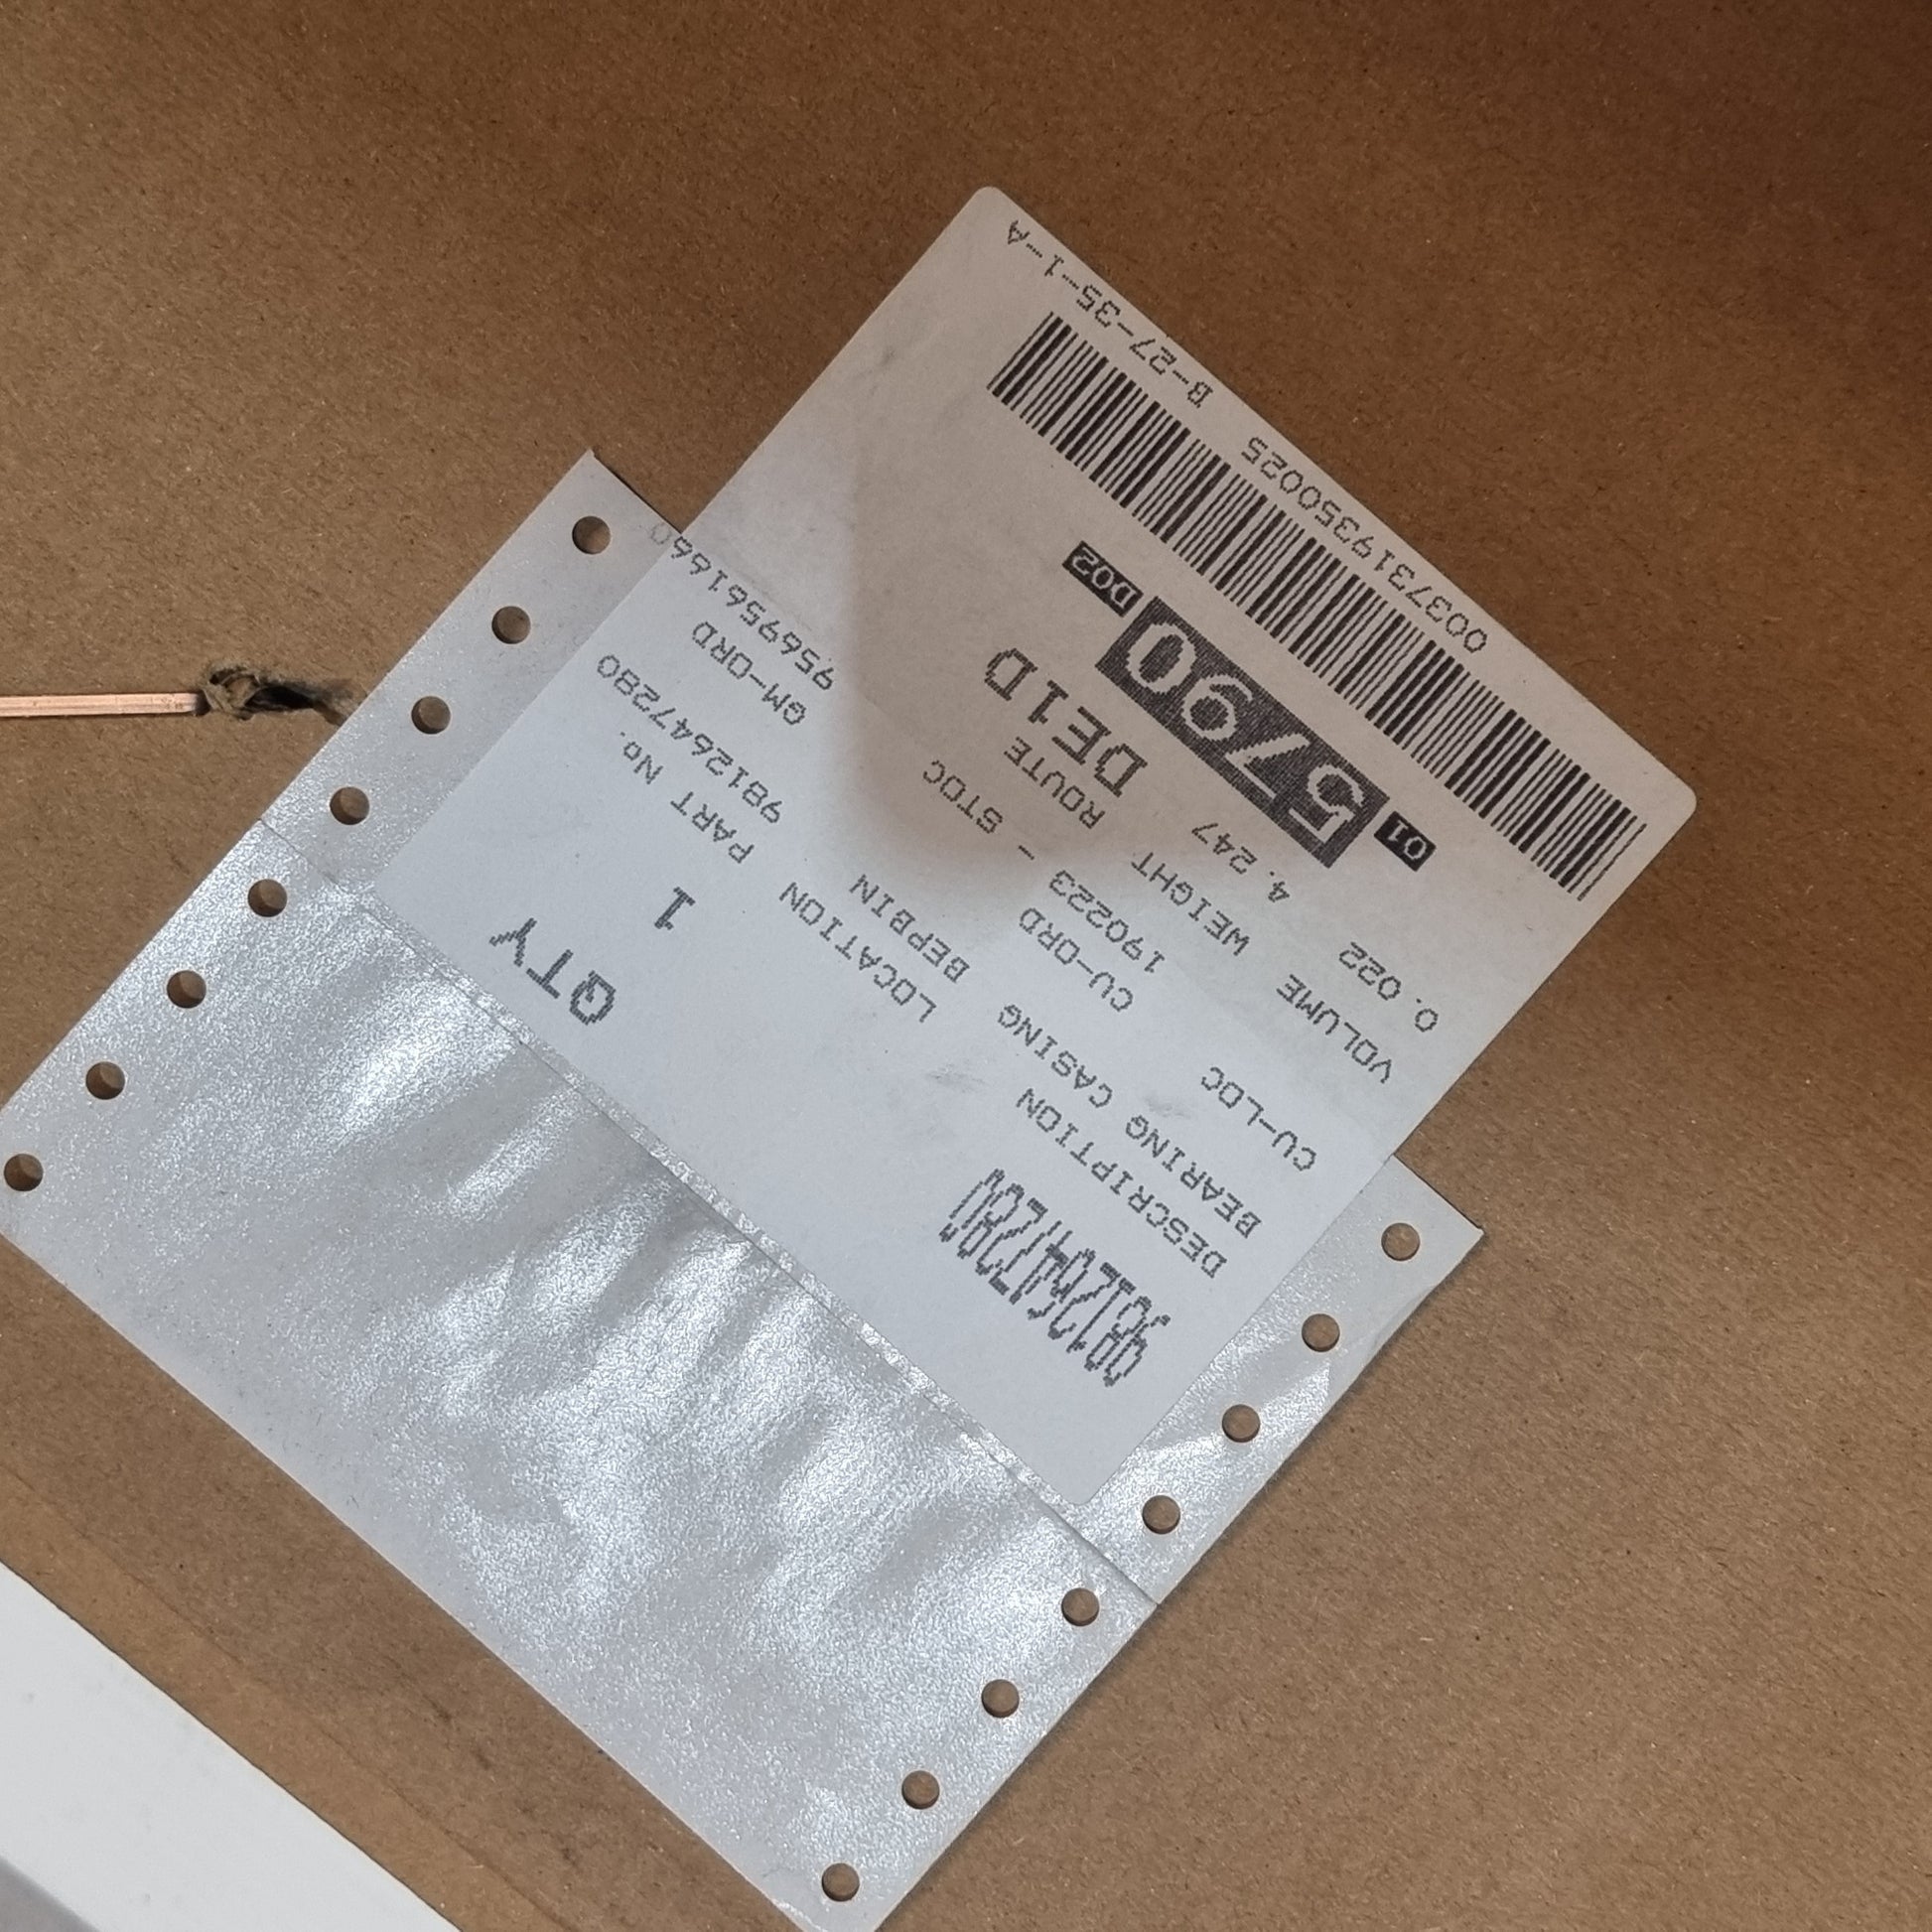 9812647280 QTY
1
DESCRIPTION LOCATION PART No.
BEARING CASING BEPBIN 9812647280
CU-LOC CU-ORD GM-ORD
190223 - STOC 9569561660
VOLUME WEIGHT ROUTE
0.022 4.247 DE1D
01 5790 D02
0037319350025
B-27-35-1-A